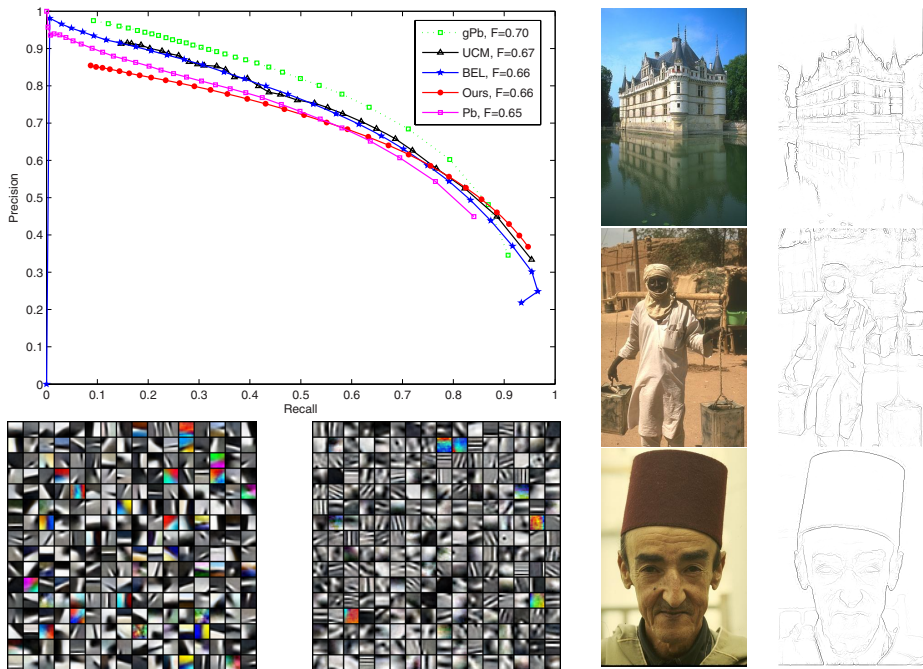 1
0.9
0.8
0.7
0.6
0.5
0.4
0.3
0.2
0.1
0
Precision
gPb, F=0.70
UCM, F=0.67
BEL, F=0.66
Ours, F=0.66
Pb, F=0.65
0 0.1 0.2 0.3 0.4 0.5 0.6 0.7 0.8 0.9 1
Recall